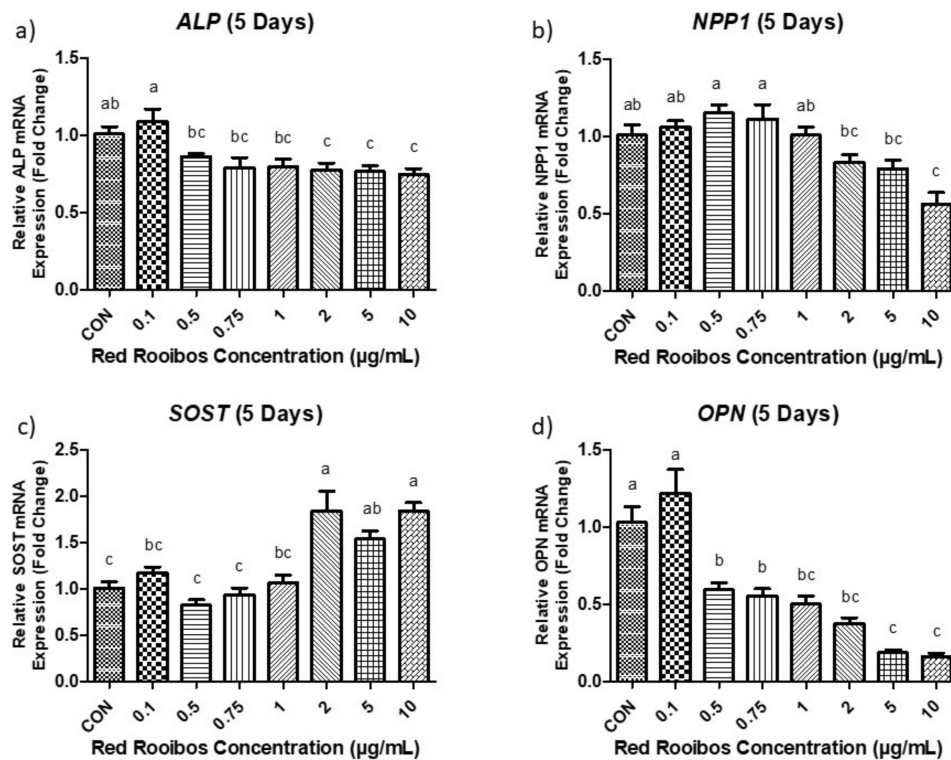 a)
ALP (5 Days)
Relative ALP mRNA
Expression (Fold Change)
1.5
1.0
0.5
0.0
ab
a
bc
bc
bc
c
c
c
CON
0.1
0.5
0.75
1
2
5
10
Red Rooibos Concentration (µg/mL)
b)
NPP1 (5 Days)
Relative NPP1 mRNA
Expression (Fold Change)
1.5
1.0
0.5
0.0
ab
ab
a
a
ab
bc
bc
c
CON
0.1
0.5
0.75
1
2
5
10
Red Rooibos Concentration (µg/mL)
c)
SOST (5 Days)
Relative SOST mRNA
Expression (Fold Change)
2.5
2.0
1.5
1.0
0.5
0.0
c
bc
c
c
bc
a
ab
a
CON
0.1
0.5
0.75
1
2
5
10
Red Rooibos Concentration (µg/mL)
d)
OPN (5 Days)
Relative OPN mRNA
Expression (Fold Change)
1.5
1.0
0.5
0.0
a
a
b
b
bc
bc
c
c
CON
0.1
0.5
0.75
1
2
5
10
Red Rooibos Concentration (µg/mL)